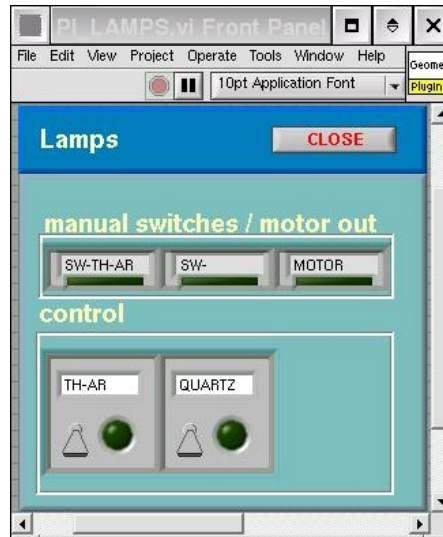 PI_LAMPS.vi Front Panel
File Edit View Project Operate Tools Window Help
10pt Application Font
Geome
Plugin
Lamps
CLOSE
manual switches / motor out
SW-TH-AR
SW-
MOTOR
control
TH-AR
QUARTZ